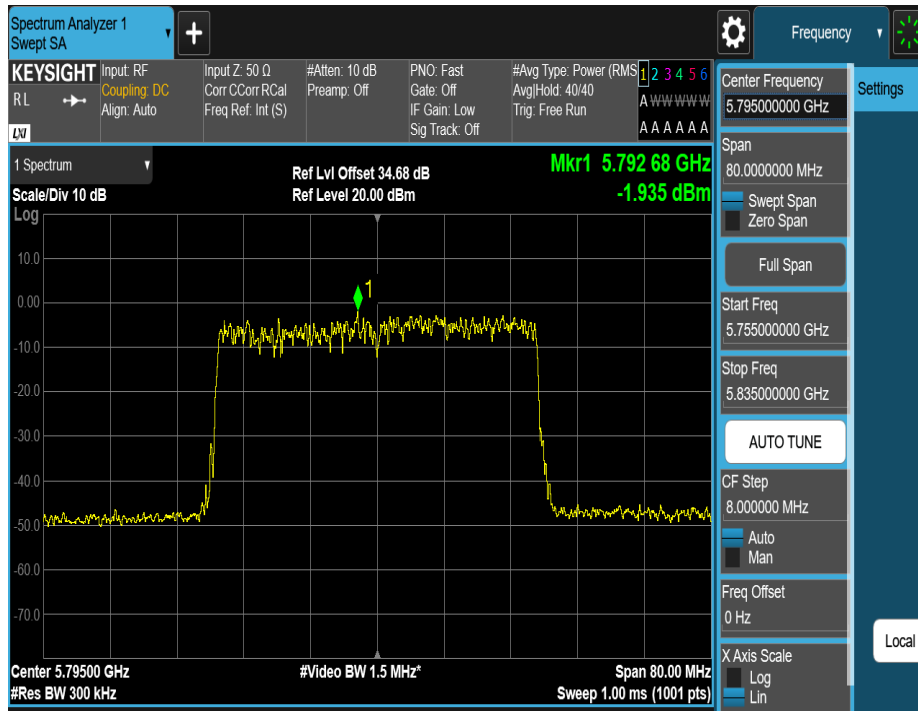 Spectrum Analyzer 1
Swept SA
+
Frequency
KEYSIGHT
R L
LXI
Input: RF
Coupling: DC
Align: Auto
Input Z: 50 Ω
Corr CCorr RCal
Freq Ref: Int (S)
#Atten: 10 dB
Preamp: Off
PNO: Fast
Gate: Off
IF Gain: Low
Sig Track: Off
#Avg Type: Power (RMS
Avg|Hold: 40/40
Trig: Free Run
1 2 3 4 5 6
A W W W W W
A A A A A A
1 Spectrum
Scale/Div 10 dB
Log
Ref Lvl Offset 34.68 dB
Ref Level 20.00 dBm
Mkr1 5.792 68 GHz
-1.935 dBm
1
10.0
0.00
-10.0
-20.0
-30.0
-40.0
-50.0
-60.0
-70.0
Center 5.79500 GHz
#Res BW 300 kHz
#Video BW 1.5 MHz*
Span 80.00 MHz
Sweep 1.00 ms (1001 pts)
Center Frequency
5.795000000 GHz
Span
80.0000000 MHz
Swept Span
Zero Span
Full Span
Start Freq
5.755000000 GHz
Stop Freq
5.835000000 GHz
AUTO TUNE
CF Step
8.000000 MHz
Auto
Man
Freq Offset
0 Hz
X Axis Scale
Log
Lin
Settings
Local